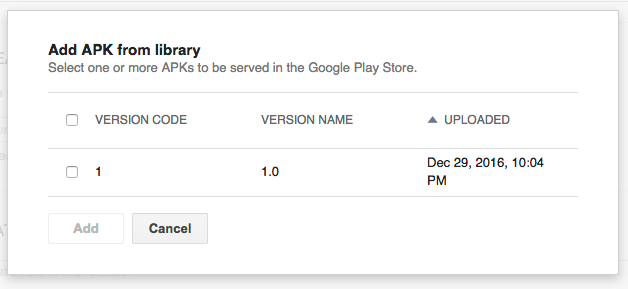 Add APK from library
Select one or more APKs to be served in the Google Play Store.
VERSION CODE VERSION NAME ▲ UPLOADED
1 1.0 Dec 29, 2016, 10:04
PM
Add Cancel